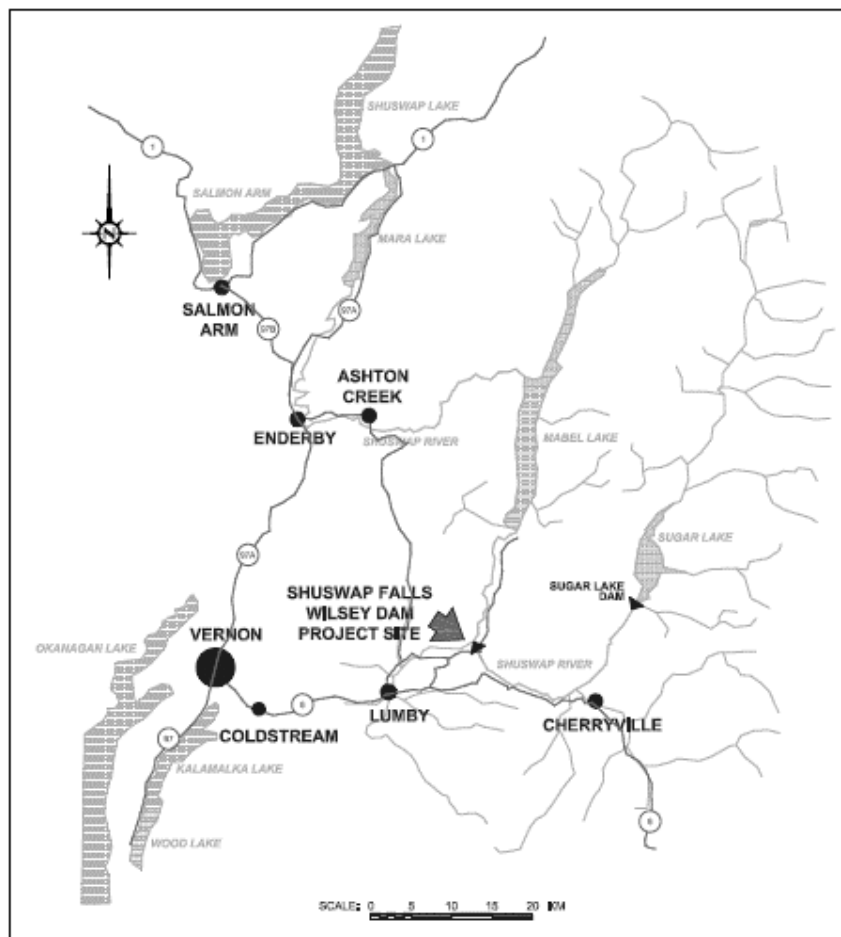 SHUSWAP LAKE
1
1
SALMON ARM
N
MARA LAKE
SALMON
ARM
97B
97A
ASHTON
CREEK
ENDERBY
SHUSWAP RIVER
MABEL LAKE
97A
SUGAR LAKE
SUGAR LAKE
DAM
SHUSWAP FALLS
WILSEY DAM
PROJECT SITE
VERNON
OKANAGAN LAKE
SHUSWAP RIVER
6
LUMBY
CHERRYVILLE
COLDSTREAM
97
KALAMALKA LAKE
6
WOOD LAKE
SCALE: 0 5 10 15 20 KM